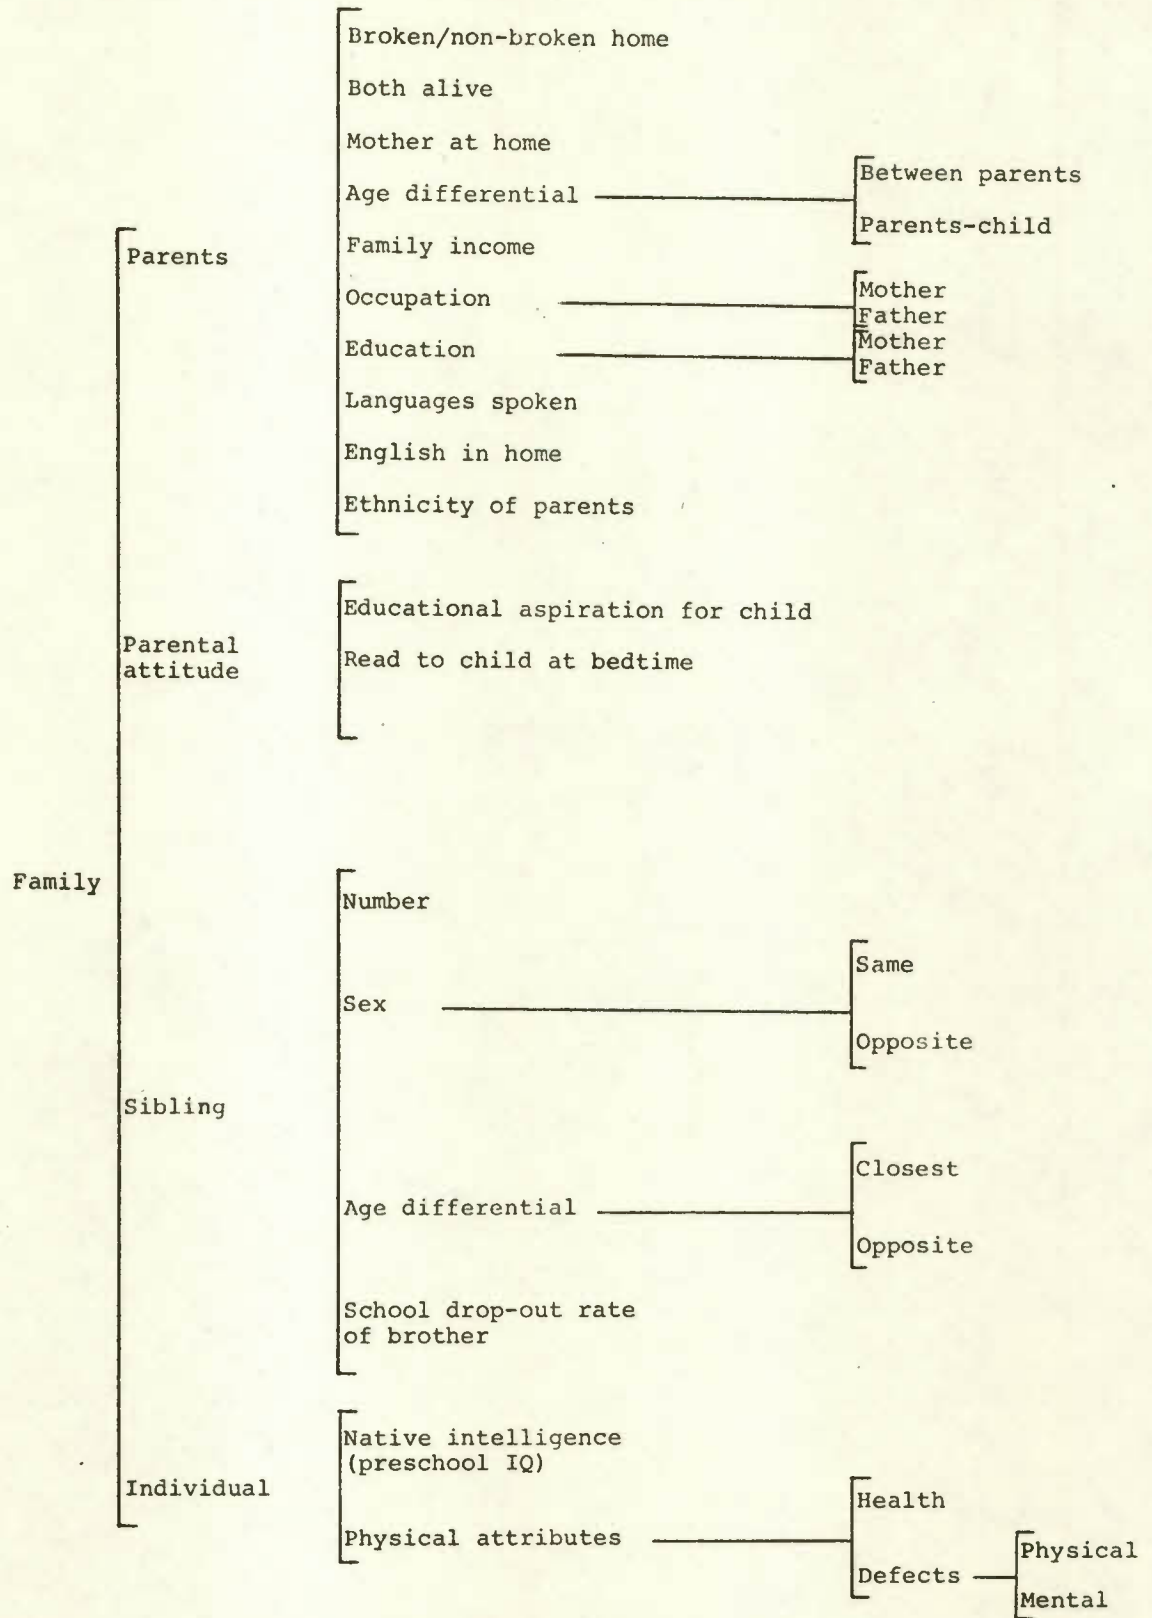 Family
Parents
Broken/non-broken home
Both alive
Mother at home
Age differential
Between parents
Parents-child
Family income
Occupation
Mother
Father
Education
Mother
Father
Languages spoken
English in home
Ethnicity of parents
Parental
attitude
Educational aspiration for child
Read to child at bedtime
Sibling
Number
Sex
Same
Opposite
Age differential
Closest
Opposite
School drop-out rate
of brother
Individual
Native intelligence
(preschool IQ)
Physical attributes
Health
Defects
Physical
Mental